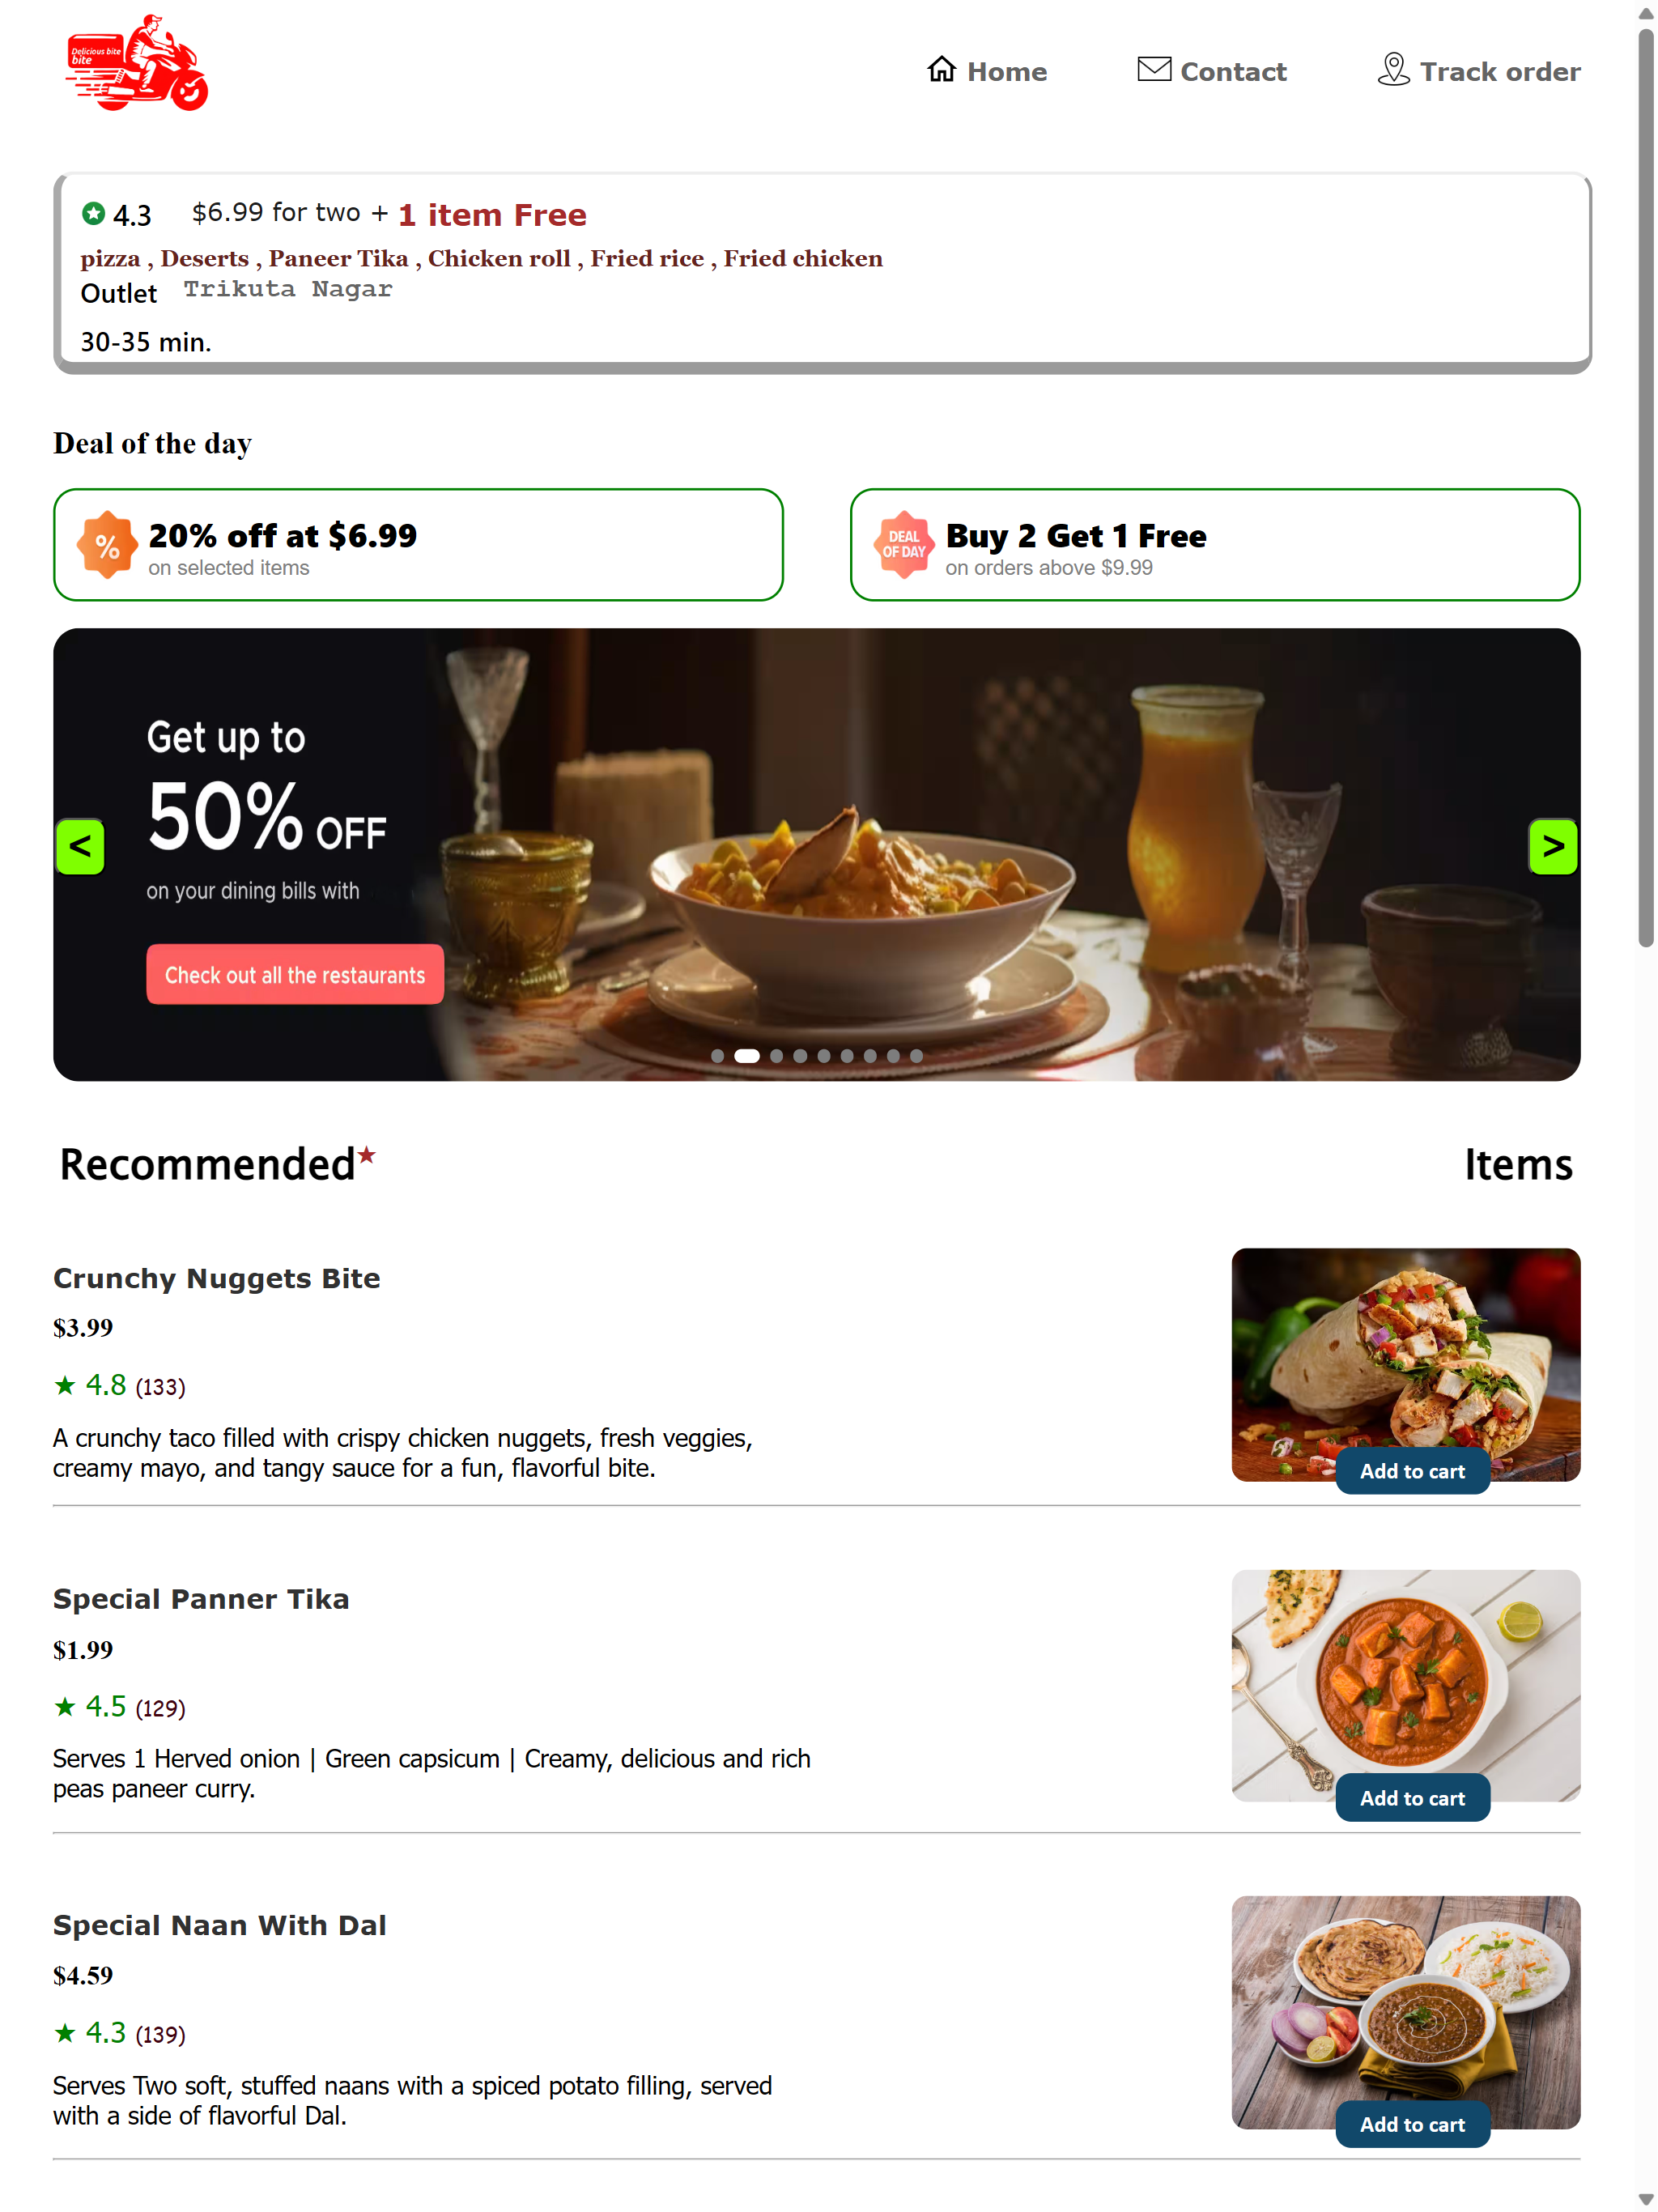 Delicious bite
bite
Home
Contact
Track order
4.3 $6.99 for two + 1 item Free
pizza , Deserts , Paneer Tika , Chicken roll , Fried rice , Fried chicken
Outlet Trikuta Nagar
30-35 min.
Deal of the day
%
20% off at $6.99
on selected items
DEAL
OF DAY
Buy 2 Get 1 Free
on orders above $9.99
Get up to
50% OFF
on your dining bills with
Check out all the restaurants
<
>
Recommended★
Items
Crunchy Nuggets Bite
$3.99
★ 4.8 (133)
A crunchy taco filled with crispy chicken nuggets, fresh veggies,
creamy mayo, and tangy sauce for a fun, flavorful bite.
Add to cart
Special Panner Tika
$1.99
★ 4.5 (129)
Serves 1 Herved onion | Green capsicum | Creamy, delicious and rich
peas paneer curry.
Add to cart
Special Naan With Dal
$4.59
★ 4.3 (139)
Serves Two soft, stuffed naans with a spiced potato filling, served
with a side of flavorful Dal.
Add to cart